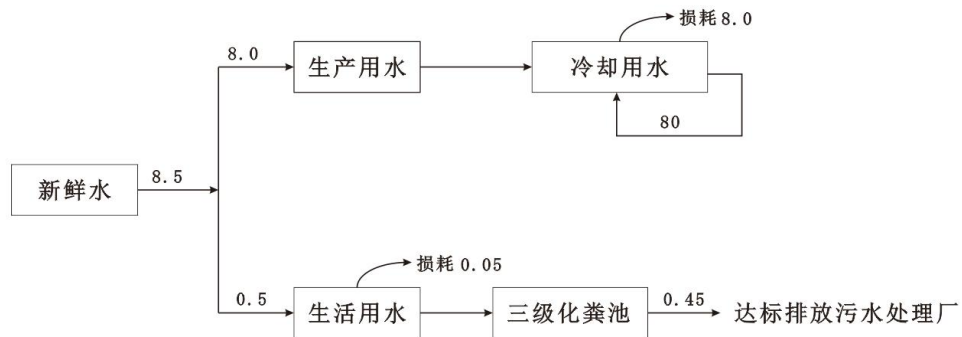 损耗8.0
8.0
生产用水
冷却用水
80
新鲜水
8.5
损耗 0.05
0.5
生活用水
三级化粪池
0.45
达标排放污水处理厂